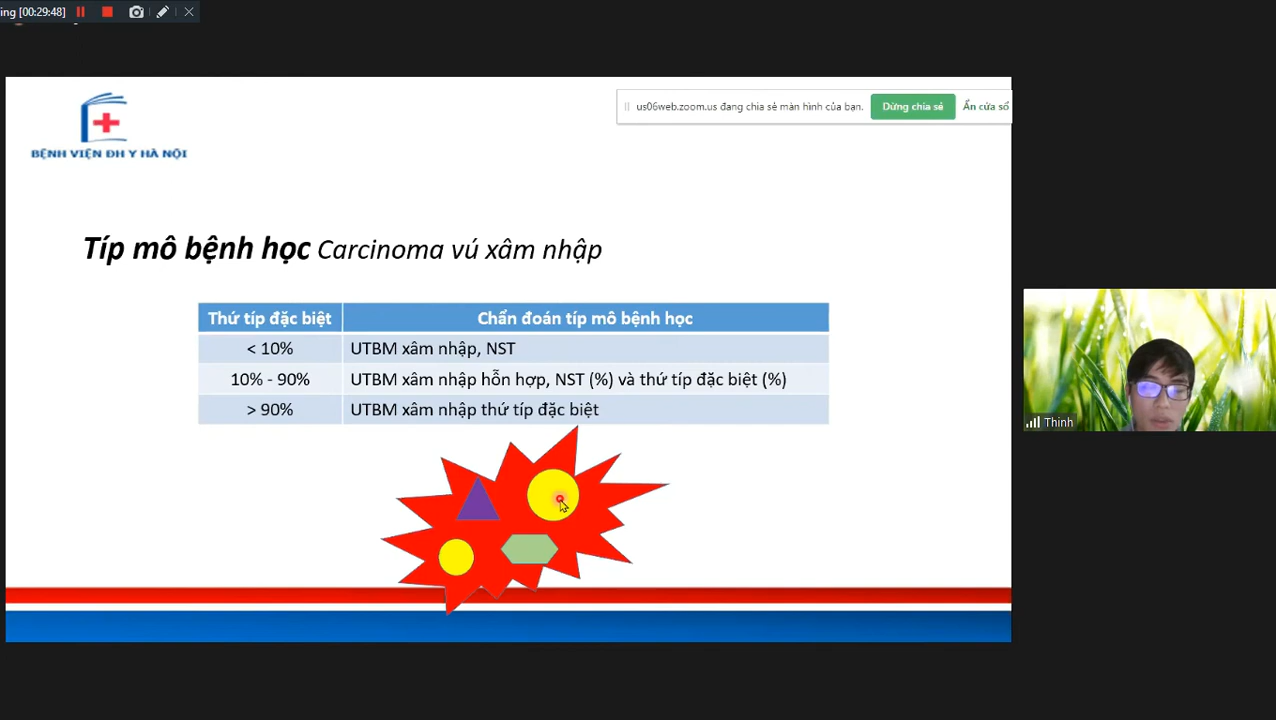 ing [00:29:48]
us06web.zoom.us đang chia sẻ màn hình của bạn.
Dừng chia sẻ
Ẩn cửa sổ
BỆNH VIỆN ĐH Y HÀ NỘI
Típ mô bệnh học Carcinoma vú xâm nhập
Thứ típ đặc biệt
Chẩn đoán típ mô bệnh học
< 10%
UTBM xâm nhập, NST
10% - 90%
UTBM xâm nhập hỗn hợp, NST (%) và thứ típ đặc biệt (%)
> 90%
UTBM xâm nhập thứ típ đặc biệt
Thinh